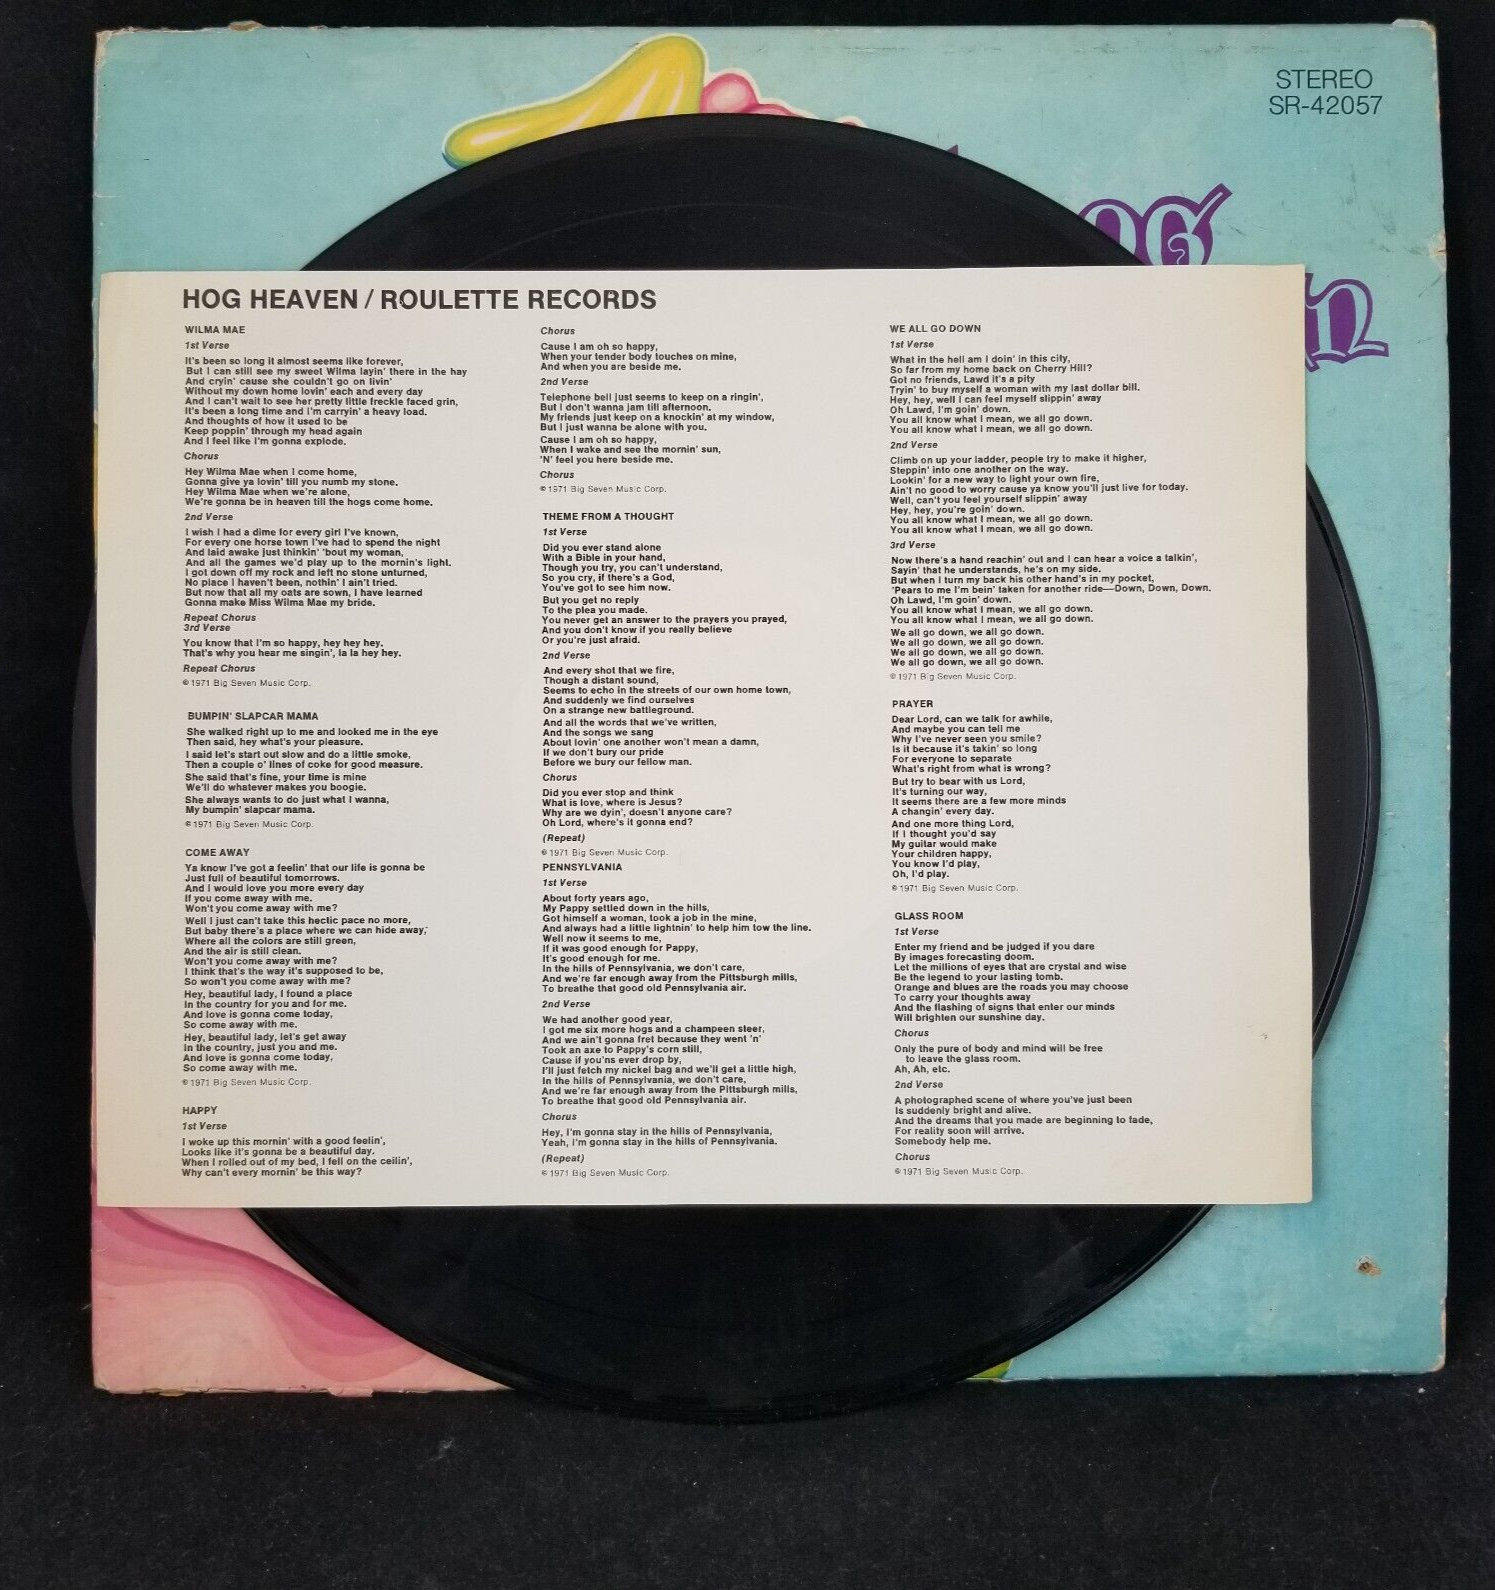 STEREO
SR-42057
HOG HEAVEN / ROULETTE RECORDS
WILMA MAE
1st Verse
It's been so long it almost seems like forever,
But I can still see my sweet Wilma layin' there in the hay
And cryin' cause she couldn't go on livin'
Without my down home lovin' each and every day
And I can't wait to see her pretty little freckle faced grin,
It's been a long time and I'm carryin' a heavy load.
And thoughts of how it used to be
Keep poppin' through my head again
And I feel like I'm gonna explode.
Chorus
Hey Wilma Mae when I come home,
Gonna give ya lovin' till you numb my stone.
Hey Wilma Mae when we're alone,
We're gonna be in heaven till the hogs come home.
2nd Verse
I wish I had a dime for every girl I've known,
For every one horse town I've had to spend the night
And laid awake just thinkin' 'bout my woman,
And all the games we'd play up to the mornin's light.
I got down off my rock and left no stone unturned,
No place I haven't been, nothin' I ain't tried.
But now that all my oats are sown, I have learned
Gonna make Miss Wilma Mae my bride.
Repeat Chorus
3rd Verse
You know that I'm so happy, hey hey hey.
That's why you hear me singin', la la hey hey.
Repeat Chorus
© 1971 Big Seven Music Corp.
BUMPIN' SLAPCAR MAMA
She walked right up to me and looked me in the eye
Then said, hey what's your pleasure.
I said let's start out slow and do a little smoke,
Then a couple o' lines of coke for good measure.
She said that's fine, your time is mine
We'll do whatever makes you boogie.
She always wants to do just what I wanna,
My bumpin' slapcar mama.
© 1971 Big Seven Music Corp.
COME AWAY
Ya know I've got a feelin' that our life is gonna be
Just full of beautiful tomorrows.
And I would love you more every day
If you come away with me.
Won't you come away with me?
Well I just can't take this hectic pace no more,
But baby there's a place where we can hide away,
Where all the colors are still green,
And the air is still clean.
Won't you come away with me?
I think that's the way it's supposed to be,
So won't you come away with me?
Hey, beautiful lady, I found a place
In the country for you and for me.
And love is gonna come today,
So come away with me.
Hey, beautiful lady, let's get away
In the country, just you and me.
And love is gonna come today,
So come away with me.
© 1971 Big Seven Music Corp.
HAPPY
1st Verse
I woke up this mornin' with a good feelin',
Looks like it's gonna be a beautiful day.
When I rolled out of my bed, I fell on the ceilin',
Why can't every mornin' be this way?
Chorus
Cause I am oh so happy,
When your tender body touches on mine,
And when you are beside me.
2nd Verse
Telephone bell just seems to keep on a ringin',
But I don't wanna jam till afternoon.
My friends just keep on a knockin' at my window,
But I just wanna be alone with you.
Cause I am oh so happy,
When I wake and see the mornin' sun,
'N' feel you here beside me.
Chorus
© 1971 Big Seven Music Corp.
THEME FROM A THOUGHT
1st Verse
Did you ever stand alone
With a Bible in your hand,
Though you try, you can't understand,
So you cry, if there's a God,
You've got to see him now.
But you get no reply
To the plea you made.
You never get an answer to the prayers you prayed,
And you don't know if you really believe
Or you're just afraid.
2nd Verse
And every shot that we fire,
Though a distant sound,
Seems to echo in the streets of our own home town,
And suddenly we find ourselves
On a strange new battleground.
And all the words that we've written,
And the songs we sang
About lovin' one another won't mean a damn,
If we don't bury our pride
Before we bury our fellow man.
Chorus
Did you ever stop and think
What is love, where is Jesus?
Why are we dyin', doesn't anyone care?
Oh Lord, where's it gonna end?
(Repeat)
© 1971 Big Seven Music Corp.
PENNSYLVANIA
1st Verse
About forty years ago,
My Pappy settled down in the hills,
Got himself a woman, took a job in the mine,
And always had a little lightnin' to help him tow the line.
Well now it seems to me,
If it was good enough for Pappy,
It's good enough for me.
In the hills of Pennsylvania, we don't care,
And we're far enough away from the Pittsburgh mills,
To breathe that good old Pennsylvania air.
2nd Verse
We had another good year,
I got me six more hogs and a champeen steer,
And we ain't gonna fret because they went 'n'
Took an axe to Pappy's corn still,
Cause if you'ns ever drop by,
I'll just fetch my nickel bag and we'll get a little high,
In the hills of Pennsylvania, we don't care,
And we're far enough away from the Pittsburgh mills,
To breathe that good old Pennsylvania air.
Chorus
Hey, I'm gonna stay in the hills of Pennsylvania,
Yeah, I'm gonna stay in the hills of Pennsylvania.
(Repeat)
© 1971 Big Seven Music Corp.
WE ALL GO DOWN
1st Verse
What in the hell am I doin' in this city,
So far from my home back on Cherry Hill?
Got no friends, Lawd it's a pity
Tryin' to buy myself a woman with my last dollar bill.
Hey, hey, well I can feel myself slippin' away
Oh Lawd, I'm goin' down.
You all know what I mean, we all go down.
You all know what I mean, we all go down.
2nd Verse
Climb on up your ladder, people try to make it higher,
Steppin' into one another on the way.
Lookin' for a new way to light your own fire,
Ain't no good to worry cause ya know you'll just live for today.
Well, can't you feel yourself slippin' away
Hey, hey, you're goin' down.
You all know what I mean, we all go down.
You all know what I mean, we all go down.
3rd Verse
Now there's a hand reachin' out and I can hear a voice a talkin',
Sayin' that he understands, he's on my side.
But when I turn my back his other hand's in my pocket,
'Pears to me I'm bein' taken for another ride—Down, Down, Down.
Oh Lawd, I'm goin' down.
You all know what I mean, we all go down.
You all know what I mean, we all go down.
We all go down, we all go down.
We all go down, we all go down.
We all go down, we all go down.
We all go down, we all go down.
© 1971 Big Seven Music Corp.
PRAYER
Dear Lord, can we talk for awhile,
And maybe you can tell me
Why I've never seen you smile?
Is it because it's takin' so long
For everyone to separate
What's right from what is wrong?
But try to bear with us Lord,
It's turning our way,
It seems there are a few more minds
A changin' every day.
And one more thing Lord,
If I thought you'd say
My guitar would make
Your children happy,
You know I'd play,
Oh, I'd play.
© 1971 Big Seven Music Corp.
GLASS ROOM
1st Verse
Enter my friend and be judged if you dare
By images forecasting doom.
Let the millions of eyes that are crystal and wise
Be the legend to your lasting tomb.
Orange and blues are the roads you may choose
To carry your thoughts away
And the flashing of signs that enter our minds
Will brighten our sunshine day.
Chorus
Only the pure of body and mind will be free
to leave the glass room.
Ah, Ah, etc.
2nd Verse
A photographed scene of where you've just been
Is suddenly bright and alive.
And the dreams that you made are beginning to fade,
For reality soon will arrive.
Somebody help me.
Chorus
© 1971 Big Seven Music Corp.